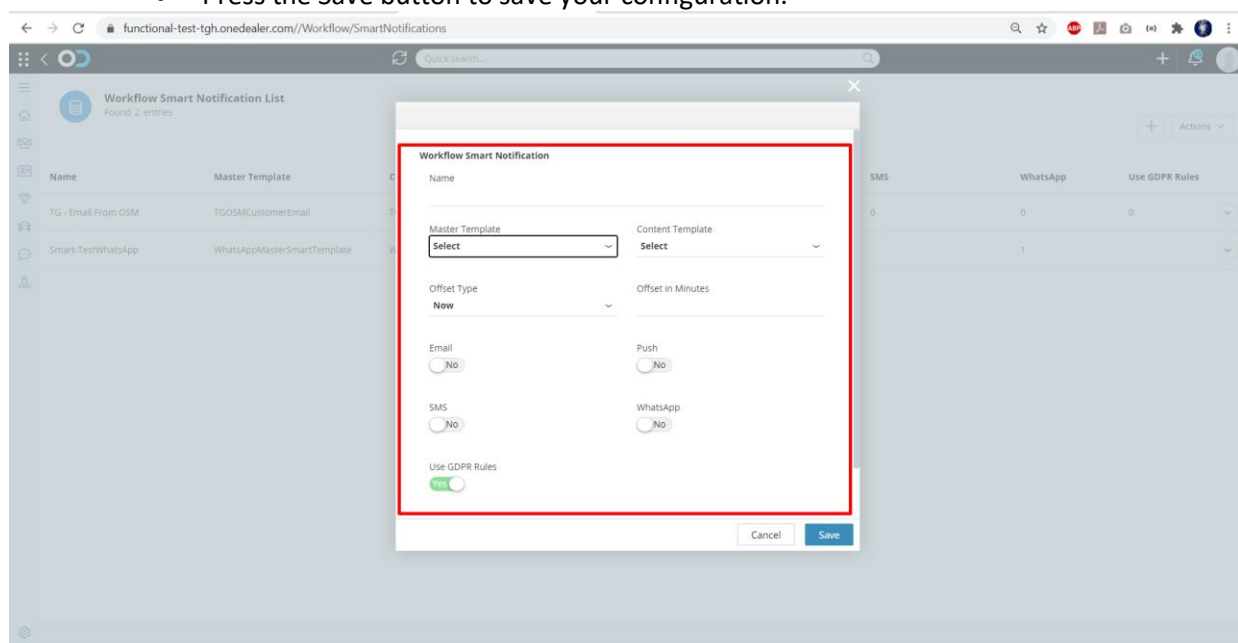 Press the Save button to save your configuration.
functional-test-tgh.onedealer.com//Workflow/SmartNotifications
ABP
Quick search...
Workflow Smart Notification List
Found 2 entries
Actions
Name Master Template C SMS WhatsApp Use GDPR Rules
TG - Email From OSM TGOSMCustomerEmail 0 0 0
Smart-TestWhatsApp WhatsAppMasterSmartTemplate W 1
Workflow Smart Notification
Name
Master Template Content Template
Select Select
Offset Type Offset in Minutes
Now
Email Push
No No
SMS WhatsApp
No No
Use GDPR Rules
Yes
Cancel Save